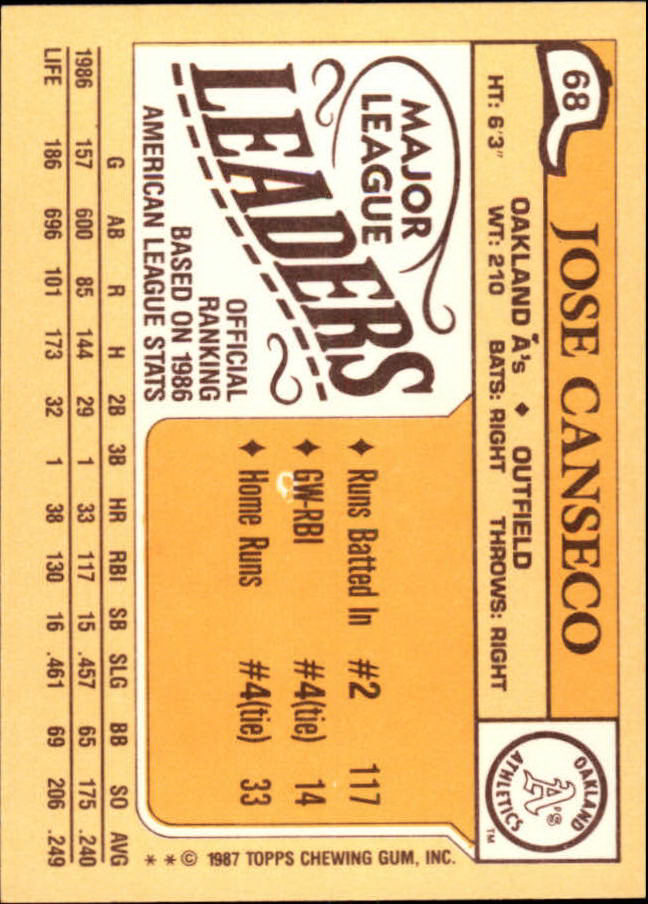 68
JOSE CANSECO
OAKLAND A's ♦ OUTFIELD
HT: 6'3" WT: 210 BATS: RIGHT THROWS: RIGHT
OAKLAND A's ATHLETICS
TM
MAJOR
LEAGUE
LEADERS
OFFICIAL
RANKING
BASED ON 1986
AMERICAN LEAGUE STATS
♦ Runs Batted In #2 117
♦ GW-RBI #4(tie) 14
♦ Home Runs #4(tie) 33
**© 1987 TOPPS CHEWING GUM, INC.
G AB R H 2B 3B HR RBI SB SLG BB SO AVG
1986 157 600 85 144 29 1 33 117 15 .457 65 175 .240
LIFE 186 696 101 173 32 1 38 130 16 .461 69 206 .249